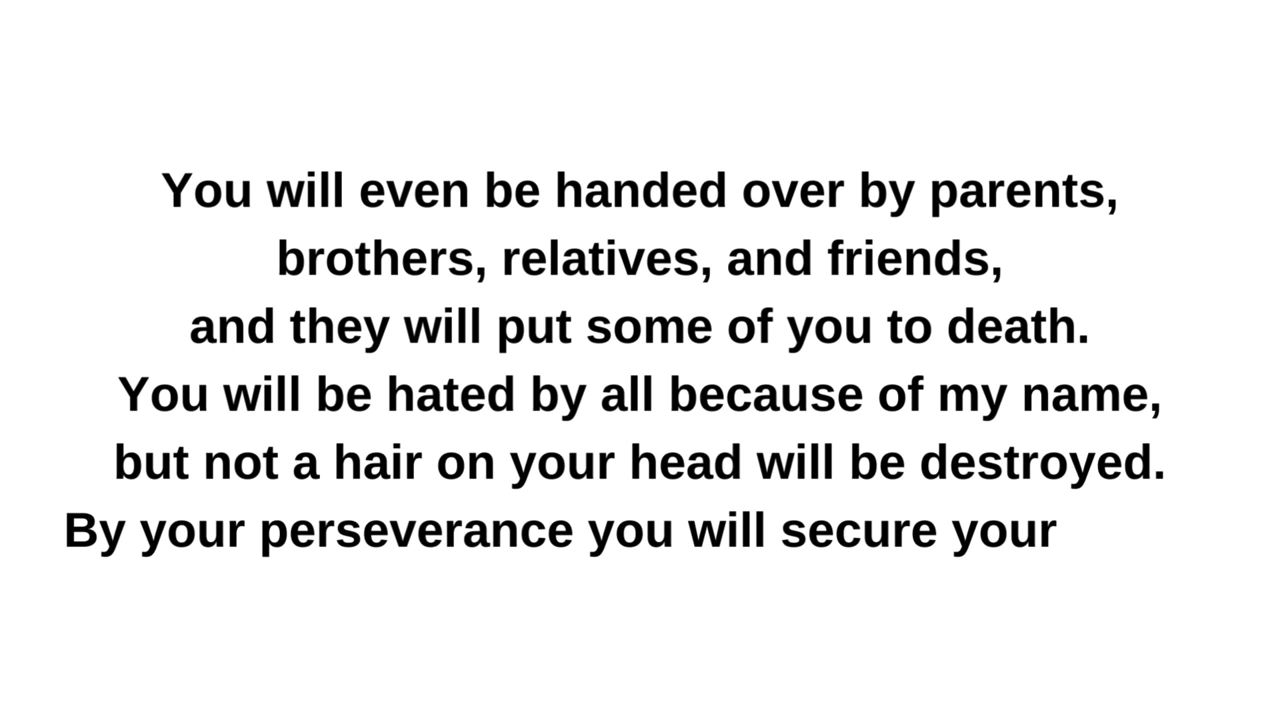 You will even be handed over by parents,
brothers, relatives, and friends,
and they will put some of you to death.
You will be hated by all because of my name,
but not a hair on your head will be destroyed.
By your perseverance you will secure your